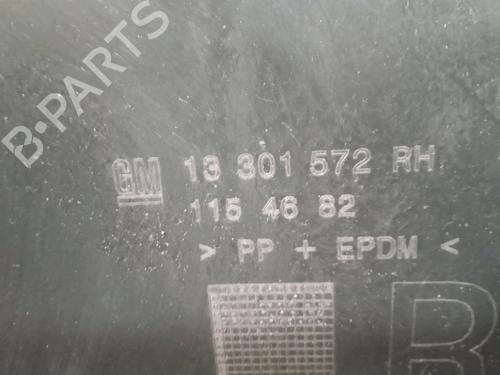 B-PARTS
GM 13 301 572 RH
115 46 82
> PP + EPDM <
B